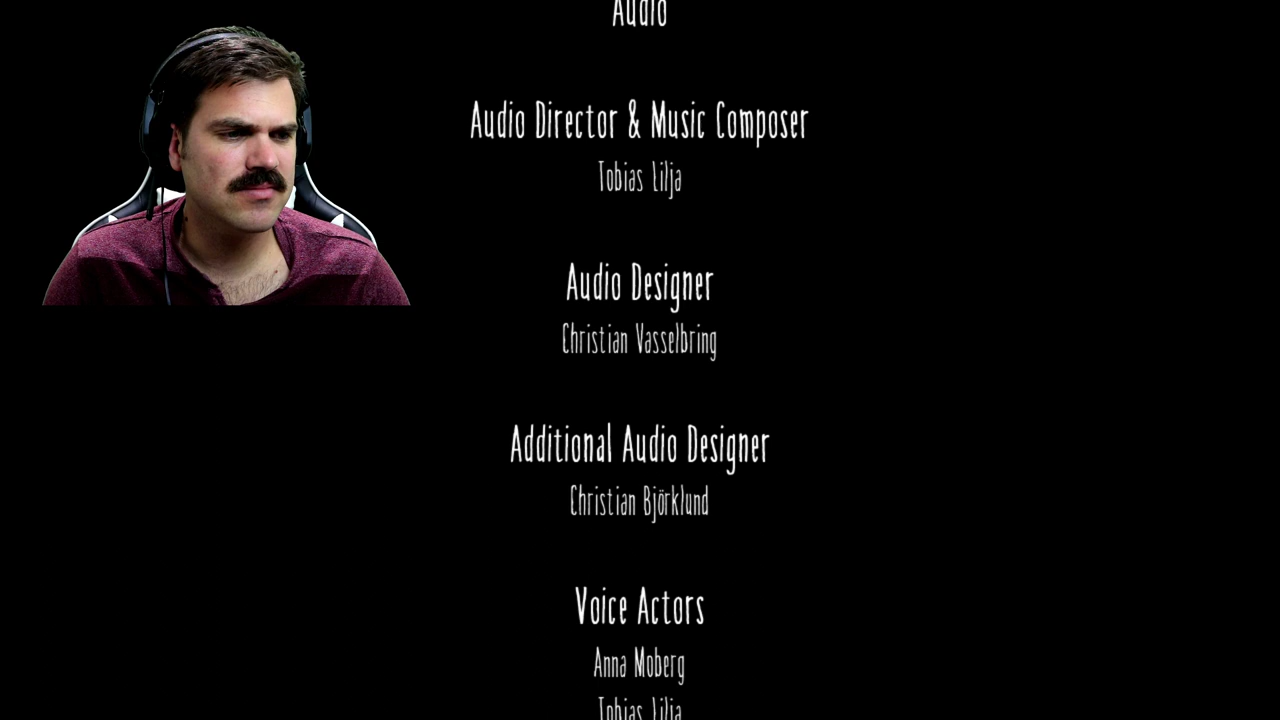 Audio
Audio Director & Music Composer
Tobias Lilja
Audio Designer
Christian Vasselbring
Additional Audio Designer
Christian Björklund
Voice Actors
Anna Moberg
Tobias Lilja